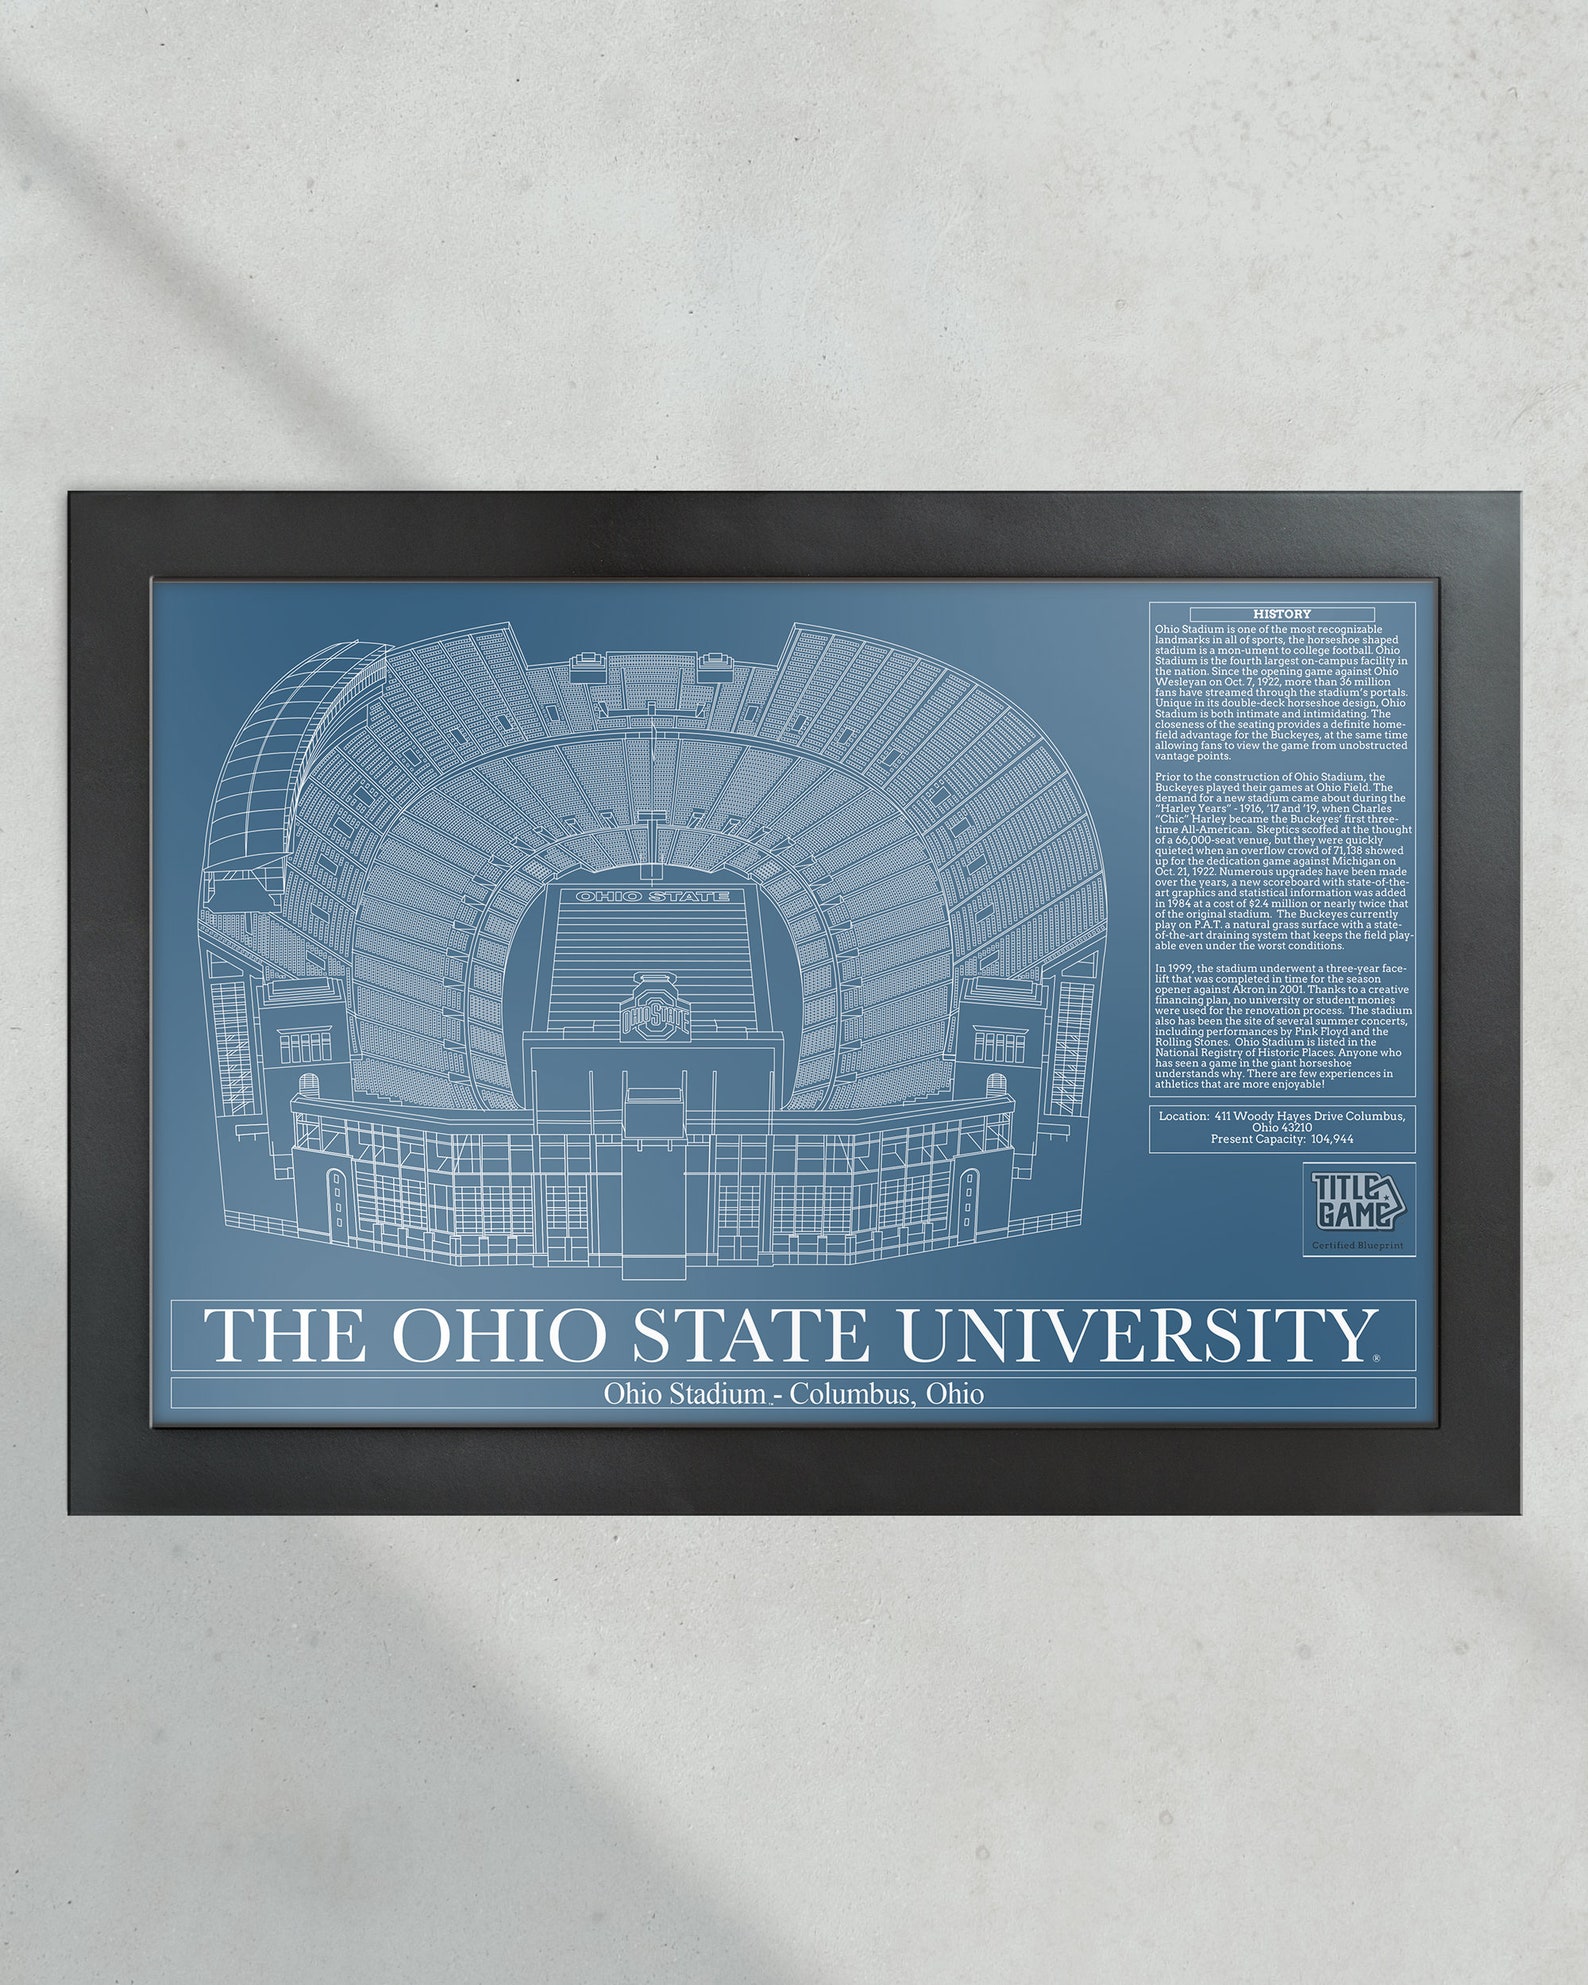 OHIO STATE
OHIO STATE
HISTORY
Ohio Stadium is one of the most recognizable
landmarks in all of sports, the horseshoe shaped
stadium is a mon-ument to college football. Ohio
Stadium is the fourth largest on-campus facility in
the nation. Since the opening game against Ohio
Wesleyan on Oct. 7, 1922, more than 36 million
fans have streamed through the stadium's portals.
Unique in its double-deck horseshoe design, Ohio
Stadium is both intimate and intimidating. The
closeness of the seating provides a definite home-
field advantage for the Buckeyes, at the same time
allowing fans to view the game from unobstructed
vantage points.
Prior to the construction of Ohio Stadium, the
Buckeyes played their games at Ohio Field. The
demand for a new stadium came about during the
"Harley Years" - 1916, '17 and '19, when Charles
"Chic" Harley became the Buckeyes' first three-
time All-American. Skeptics scoffed at the thought
of a 66,000-seat venue, but they were quickly
quieted when an overflow crowd of 71,138 showed
up for the dedication game against Michigan on
Oct. 21, 1922. Numerous upgrades have been made
over the years, a new scoreboard with state-of-the-
art graphics and statistical information was added
in 1984 at a cost of $2.4 million or nearly twice that
of the original stadium. The Buckeyes currently
play on P.A.T. a natural grass surface with a state-
of-the-art draining system that keeps the field play-
able even under the worst conditions.
In 1999, the stadium underwent a three-year face-
lift that was completed in time for the season
opener against Akron in 2001. Thanks to a creative
financing plan, no university or student monies
were used for the renovation process. The stadium
also has been the site of several summer concerts,
including performances by Pink Floyd and the
Rolling Stones. Ohio Stadium is listed in the
National Registry of Historic Places. Anyone who
has seen a game in the giant horseshoe
understands why. There are few experiences in
athletics that are more enjoyable!
Location: 411 Woody Hayes Drive Columbus,
Ohio 43210
Present Capacity: 104,944
TITLE
GAME
Certified Blueprint
THE OHIO STATE UNIVERSITY®
Ohio Stadium™- Columbus, Ohio